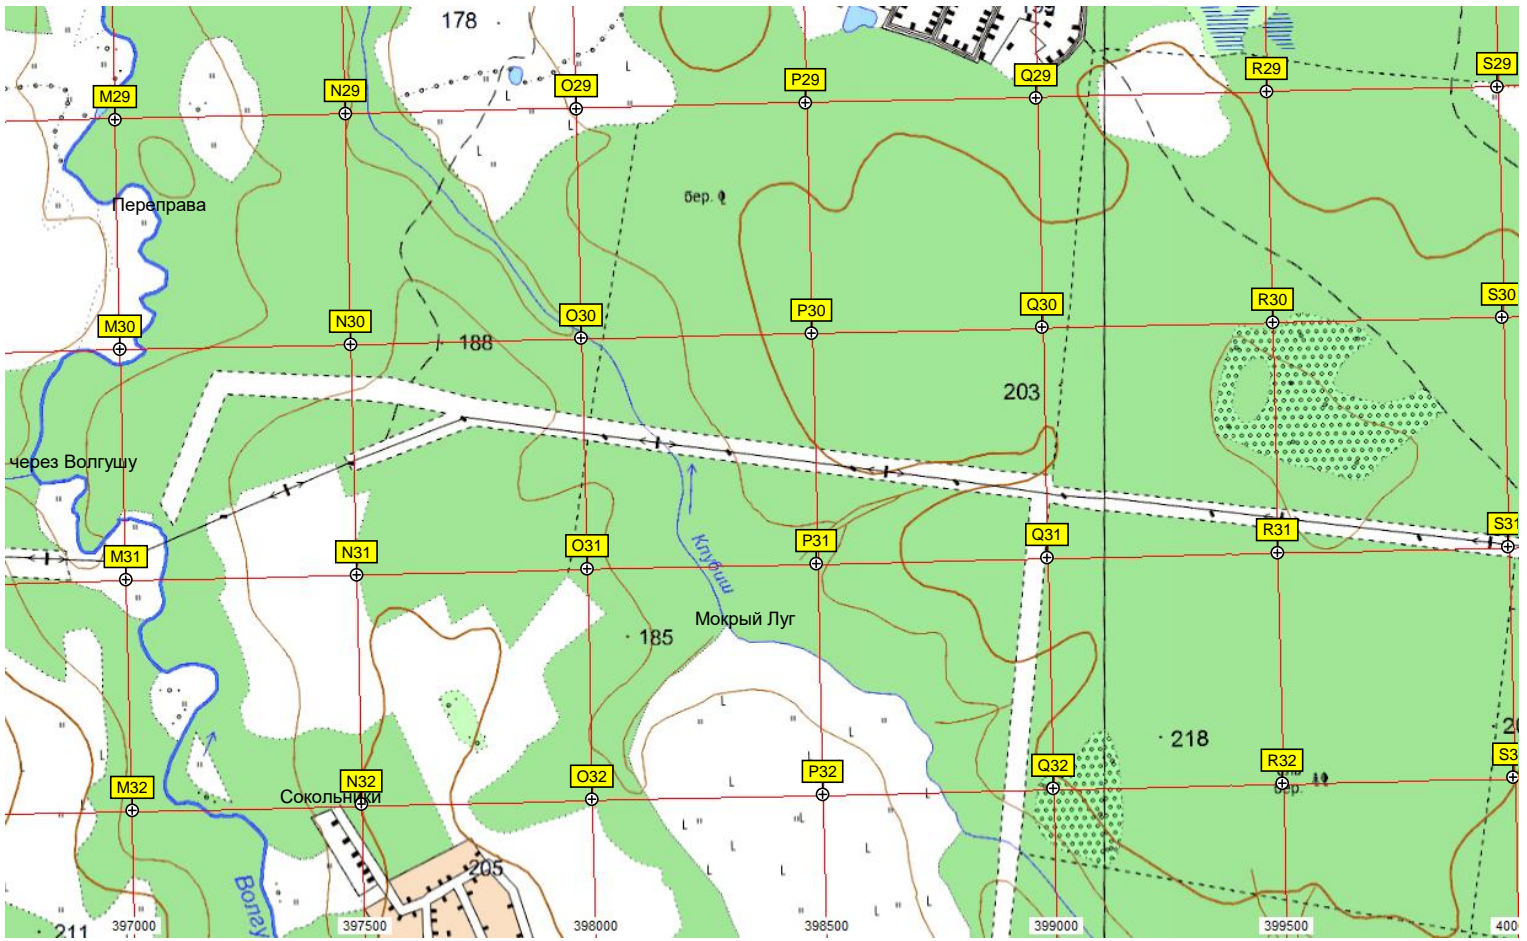 178
M29
N29
O29
P29
Q29
R29
S29
бер.
Переправа
M30
N30
O30
P30
Q30
R30
S30
188
203
через Волгушу
M31
N31
O31
P31
Q31
R31
S31
Клубиш
Мокрый Луг
185
218
M32
N32
O32
P32
Q32
R32
Сокольники
бер.
205
211
397000
397500
398000
398500
399000
399500